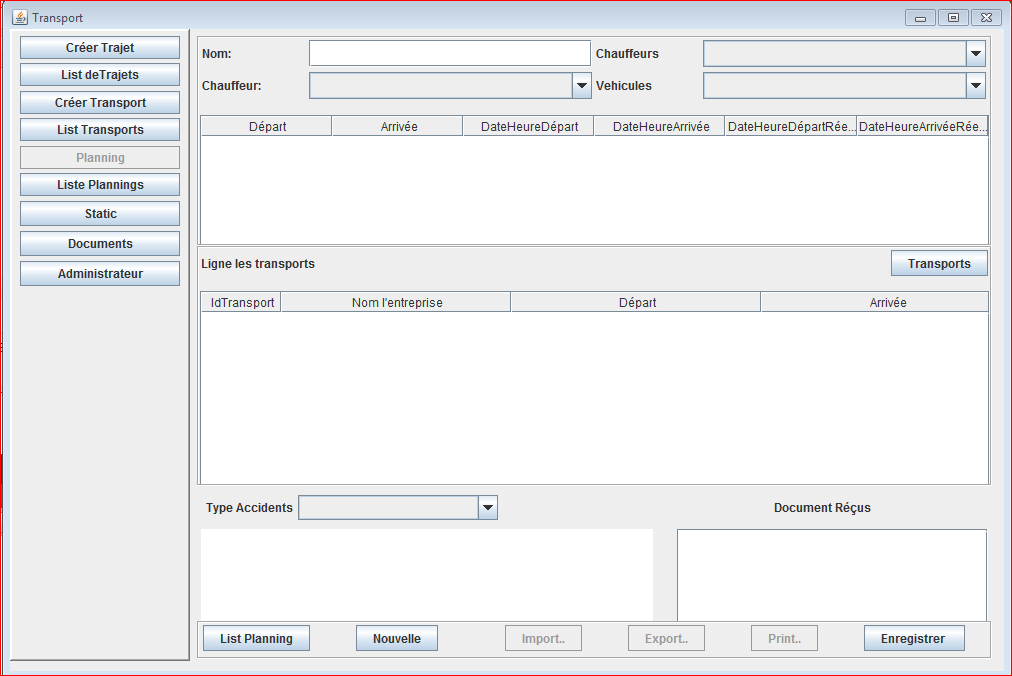 Transport
Créer Trajet
List deTrajets
Créer Transport
List Transports
Planning
Liste Plannings
Static
Documents
Administrateur
Nom: Chauffeurs
Chauffeur: Vehicules
Départ Arrivée DateHeureDépart DateHeureArrivée DateHeureDépartRée... DateHeureArrivéeRée...
Ligne les transports Transports
IdTransport Nom l'entreprise Départ Arrivée
Type Accidents Document Réçus
List Planning Nouvelle Import.. Export.. Print.. Enregistrer